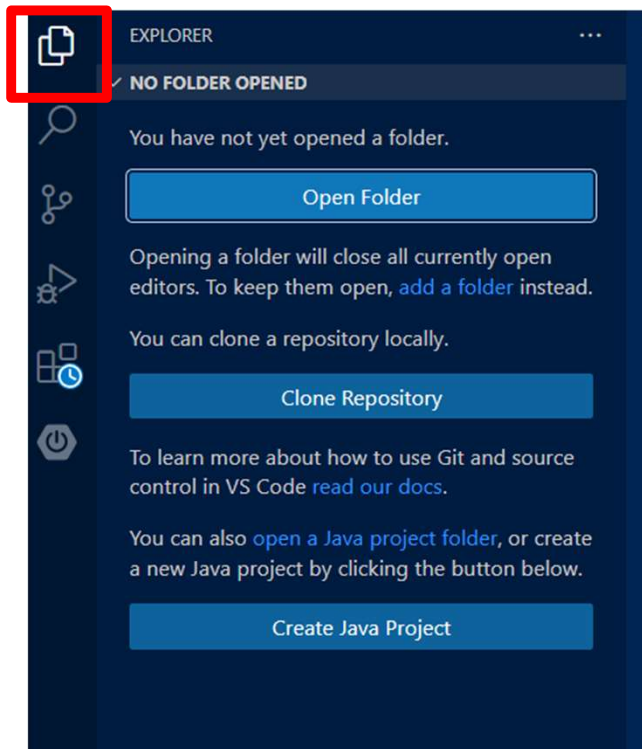 EXPLORER
NO FOLDER OPENED
You have not yet opened a folder.
Open Folder
Opening a folder will close all currently open
editors. To keep them open, add a folder instead.
You can clone a repository locally.
Clone Repository
To learn more about how to use Git and source
control in VS Code read our docs.
You can also open a Java project folder, or create
a new Java project by clicking the button below.
Create Java Project